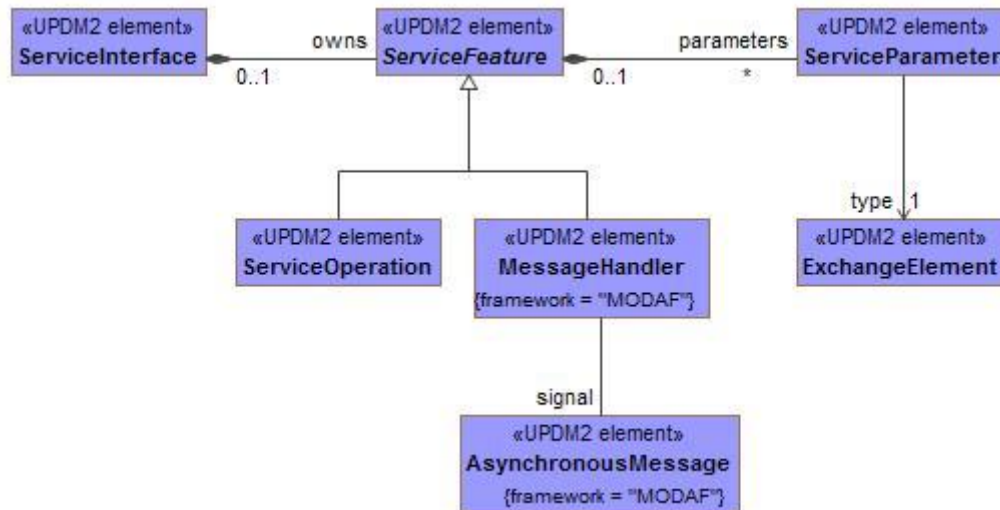 «UPDM2 element»
ServiceInterface
owns
0..1
«UPDM2 element»
ServiceFeature
parameters
0..1
*
«UPDM2 element»
ServiceParameter
type 1
«UPDM2 element»
ServiceOperation
«UPDM2 element»
MessageHandler
{framework = "MODAF"}
«UPDM2 element»
ExchangeElement
signal
«UPDM2 element»
AsynchronousMessage
{framework = "MODAF"}